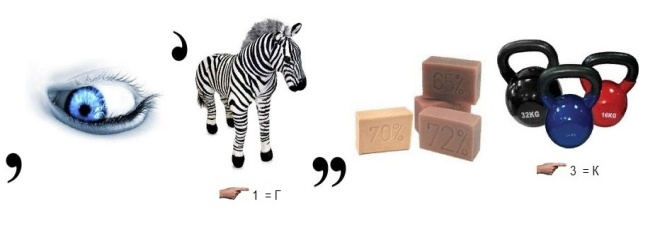 65%
70%
72%
32KG
16KG
1 = Г
3 = К